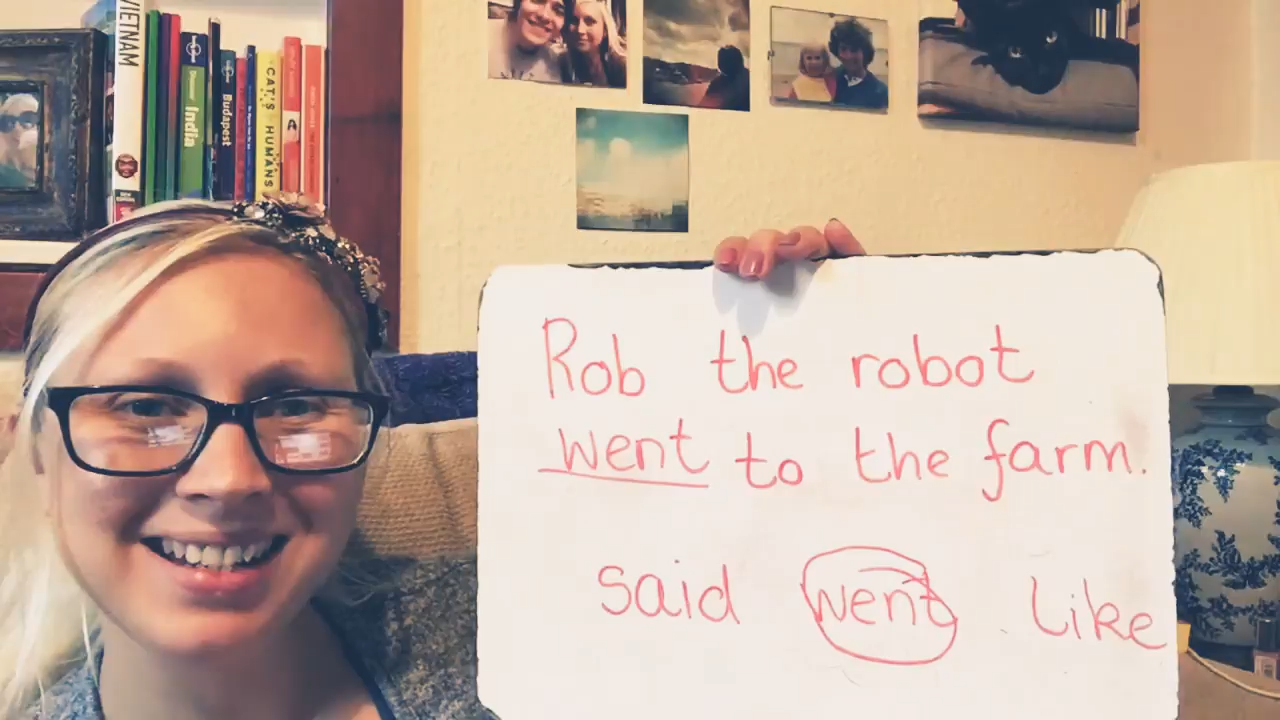 VIETNAM
India
Budapest
CAT'S HUMANS
Rob the robot
went to the farm.
said went like